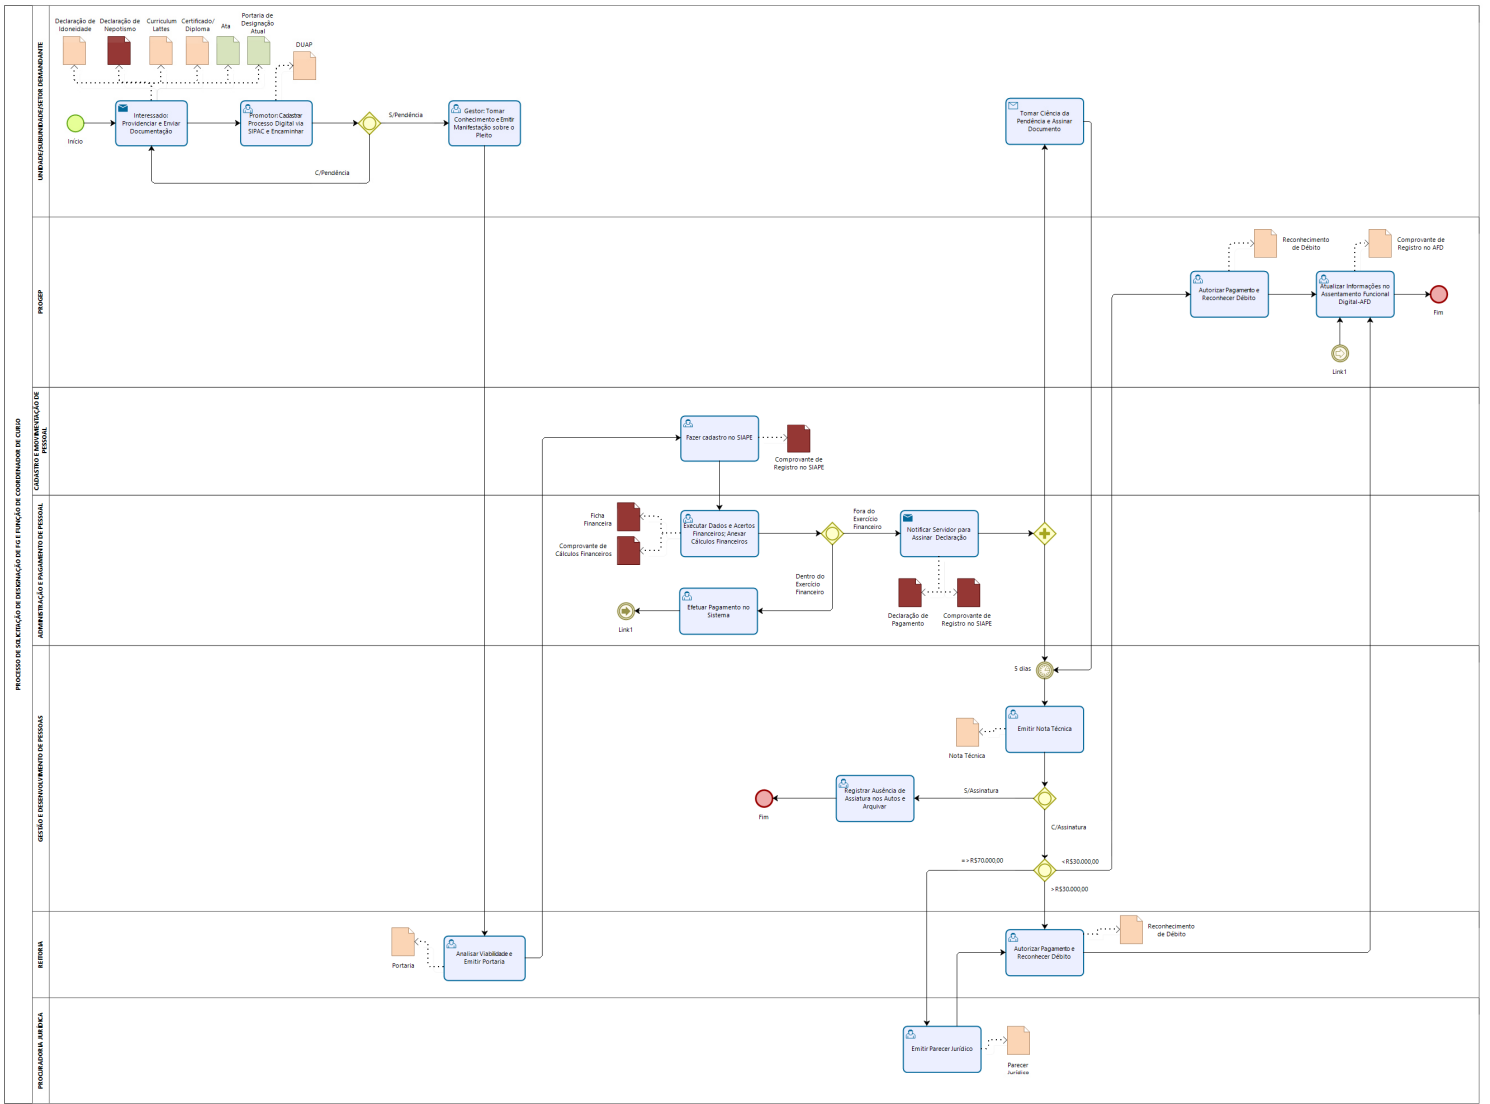 PROCESSO DE SOLICITAÇÃO DE DESIGNAÇÃO DE FG E FUNÇÃO DE COORDENADOR DE CURSO
UNIDADE/SUBUNIDADE/SETOR DEMANDANTE
Declaração de
Idoneidade
Declaração de
Nepotismo
Curriculum
Lattes
Certificado/
Diploma
Ata
Portaria de
Designação
Atual
DUAP
Início
Interessado:
Providenciar e Enviar
Documentação
Promotor: Cadastrar
Processo Digital via
SIPAC e Encaminhar
S/Pendência
C/Pendência
Gestor: Tomar
Conhecimento e Emitir
Manifestação sobre o
Pleito
Tomar Ciência da
Pendência e Assinar
Documento
PROGEP
Reconhecimento
de Débito
Comprovante de
Registro no AFD
Autorizar Pagamento e
Reconhecer Débito
Atualizar Informações no
Assentamento Funcional
Digital-AFD
Fim
Link1
CADASTRO E MOVIMENTAÇÃO DE
PESSOAL
Fazer cadastro no SIAPE
Comprovante de
Registro no SIAPE
ADMINISTRAÇÃO E PAGAMENTO DE PESSOAL
Ficha
Financeira
Comprovante de
Cálculos Financeiros
Executar Dados e Acertos
Financeiros; Anexar
Cálculos Financeiros
Fora do
Exercício
Financeiro
Notificar Servidor para
Assinar Declaração
Dentro do
Exercício
Financeiro
Efetuar Pagamento no
Sistema
Link1
Declaração de
Pagamento
Comprovante de
Registro no SIAPE
GESTÃO E DESENVOLVIMENTO DE PESSOAS
5 dias
Emitir Nota Técnica
Nota Técnica
S/Assinatura
Registrar Ausência de
Assiatura nos Autos e
Arquivar
Fim
C/Assinatura
=>R$70.000,00
<R$30.000,00
>R$30.000,00
REITORIA
Portaria
Analisar Viabilidade e
Emitir Portaria
Autorizar Pagamento e
Reconhecer Débito
Reconhecimento
de Débito
PROCURADORIA JURÍDICA
Emitir Parecer Jurídico
Parecer
Jurídico